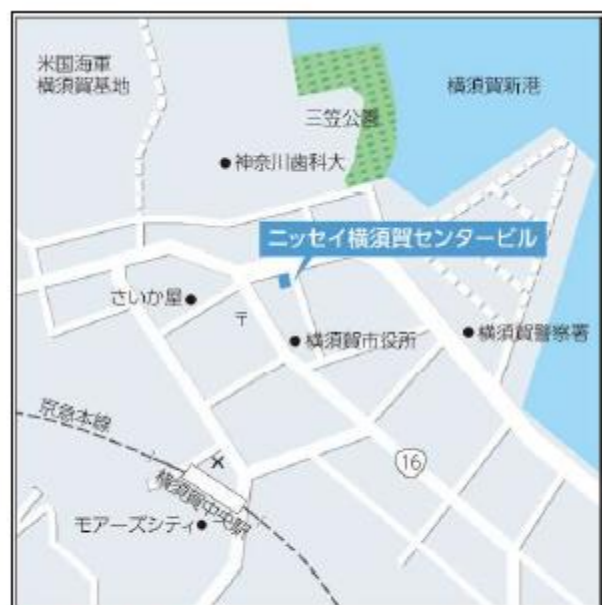 米国海軍
横須賀基地
横須賀新港
三笠公園
神奈川歯科大
ニッセイ横須賀センタービル
さいか屋
〒
横須賀市役所
横須賀警察署
京急本線
16
横須賀中央駅
モアーズシティ